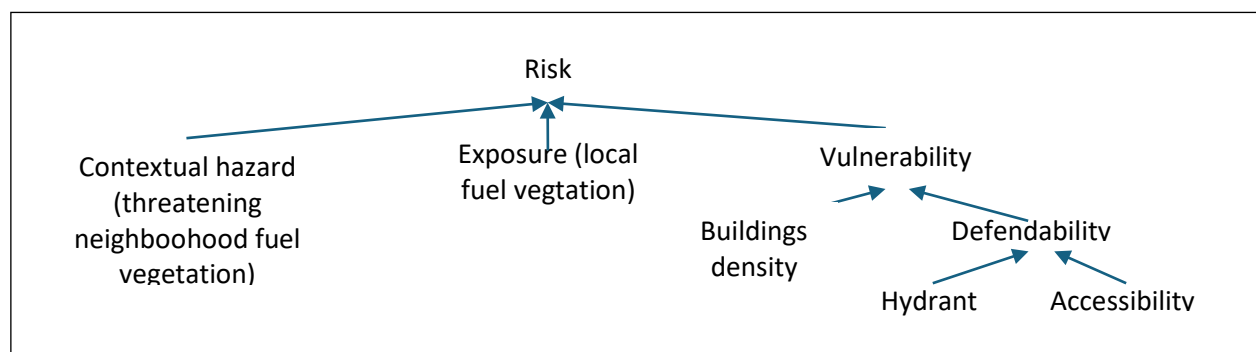 Risk
Contextual hazard
(threatening
neighboohood fuel
vegetation)
Exposure (local
fuel vegtation)
Vulnerability
Buildings
density
Defendability
Hydrant
Accessibility